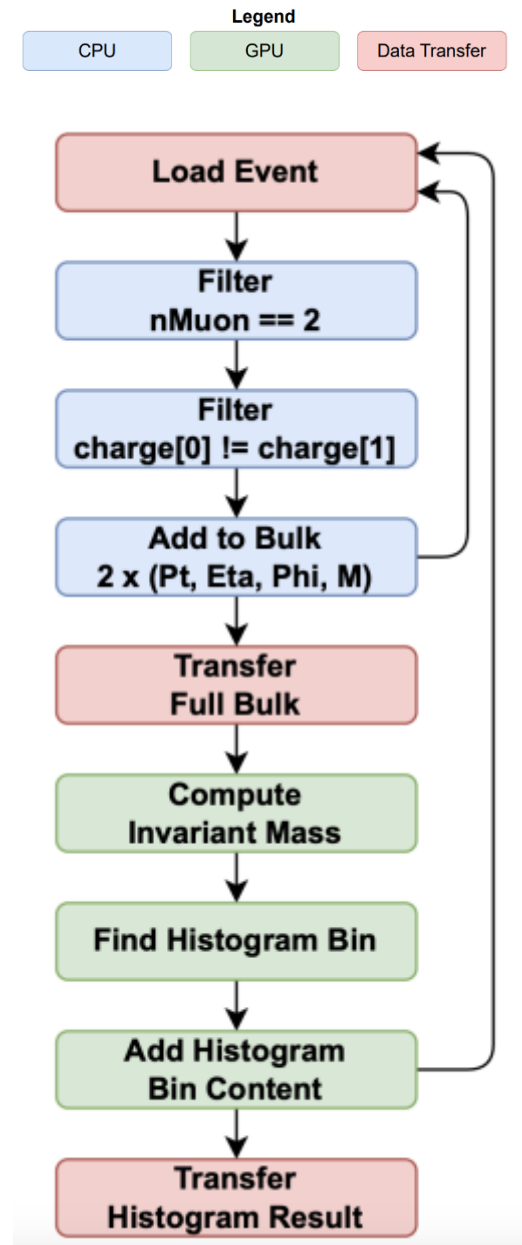 Legend
CPU
GPU
Data Transfer
Load Event
Filter
nMuon == 2
Filter
charge[0] != charge[1]
Add to Bulk
2 x (Pt, Eta, Phi, M)
Transfer
Full Bulk
Compute
Invariant Mass
Find Histogram Bin
Add Histogram
Bin Content
Transfer
Histogram Result